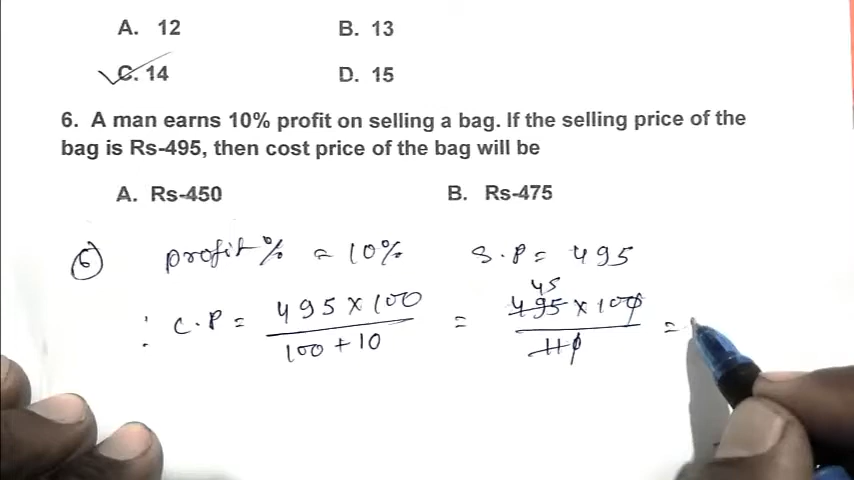 A. 12 B. 13
C. 14 D. 15
6. A man earns 10% profit on selling a bag. If the selling price of the
bag is Rs-495, then cost price of the bag will be
A. Rs-450 B. Rs-475
6 profit% = 10% S.P = 495
∴ C.P = 495 x 100 / 100 + 10 = 495 x 100 / 110 =
45